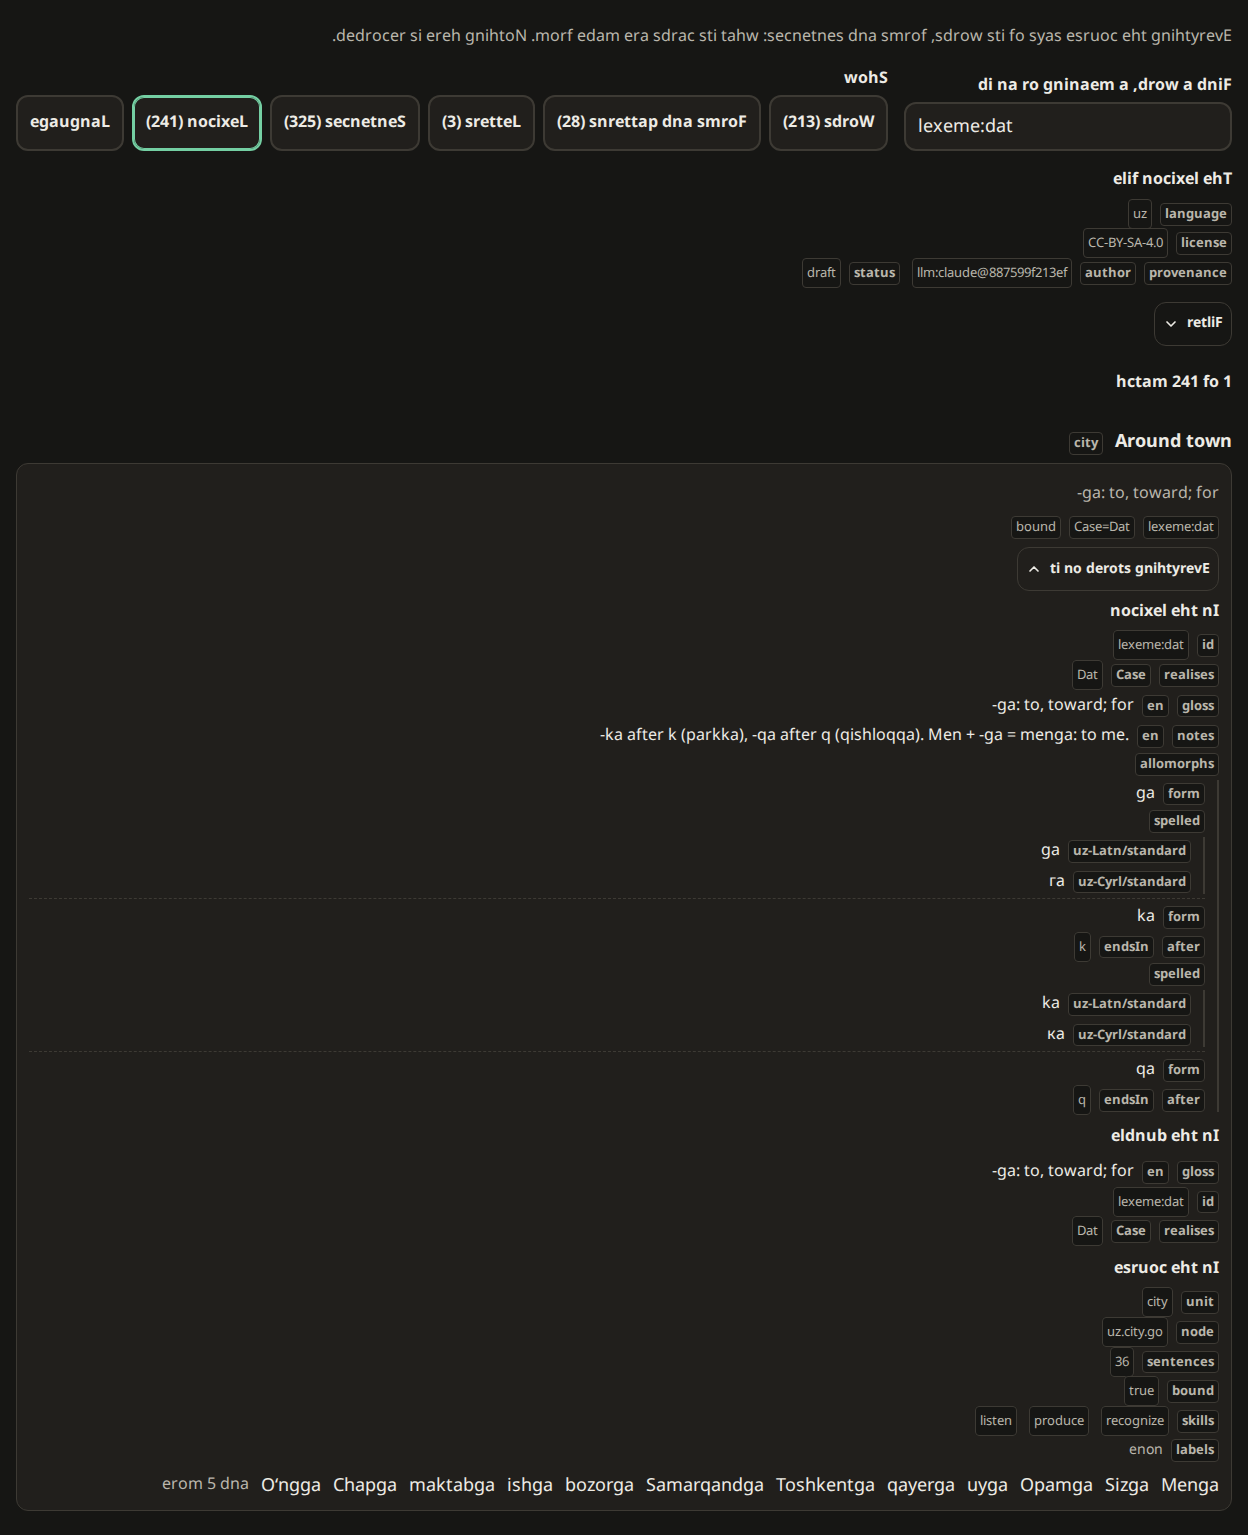 .dedrocer si ereh gnihtoN .morf edam era sdrac sti tahw :secnetnes dna smrof ,sdrow sti fo syas esruoc eht gnihtyrevE
di na ro gninaem a ,drow a dniF
lexeme:dat
wohS
(213) sdroW
(28) snrettap dna smroF
(3) sretteL
(325) secnetneS
(241) nocixeL
egaugnaL
elif nocixel ehT
language uz
license CC-BY-SA-4.0
provenance author llm:claude@887599f213ef status draft
retliF
hctam 241 fo 1
Around town city
-ga: to, toward; for
lexeme:dat Case=Dat bound
ti no derots gnihtyrevE
nocixel eht nI
id lexeme:dat
realises Case Dat
gloss en -ga: to, toward; for
notes en -ka after k (parkka), -qa after q (qishloqqa). Men + -ga = menga: to me.
allomorphs
form ga
spelled
uz-Latn/standard ga
uz-Cyrl/standard га
form ka
after endsIn k
spelled
uz-Latn/standard ka
uz-Cyrl/standard ка
form qa
after endsIn q
eldnub eht nI
gloss en -ga: to, toward; for
id lexeme:dat
realises Case Dat
esruoc eht nI
unit city
node uz.city.go
sentences 36
bound true
skills recognize produce listen
labels enon
Menga Sizga Opamga uyga qayerga Toshkentga Samarqandga bozorga ishga maktabga Chapga Oʻngga erom 5 dna